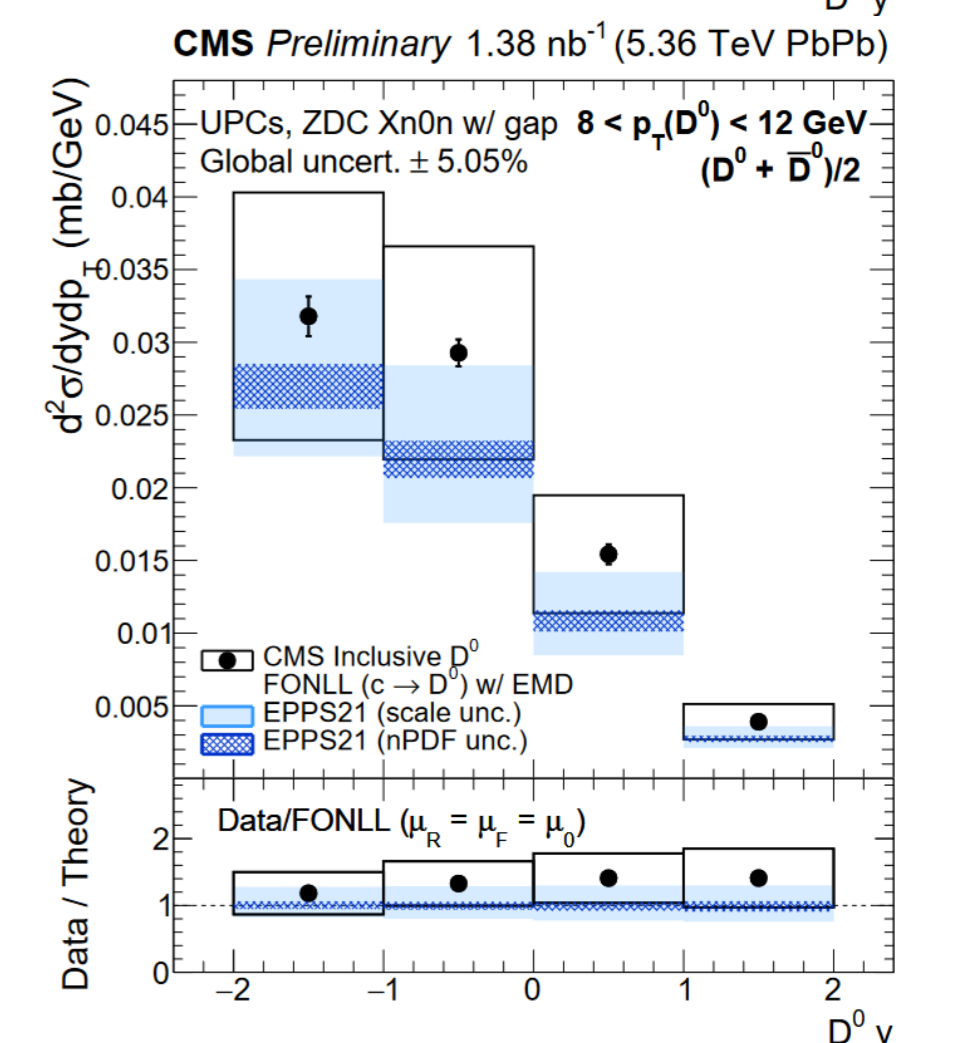 D⁰ y
CMS Preliminary 1.38 nb⁻¹ (5.36 TeV PbPb)
UPCs, ZDC Xn0n w/ gap 8 < p_T(D⁰) < 12 GeV
Global uncert. ± 5.05% (D⁰ + D̅⁰)/2
d²σ/dydp_T (mb/GeV)
0.045
0.04
0.035
0.03
0.025
0.02
0.015
0.01
0.005
CMS Inclusive D⁰
FONLL (c → D⁰) w/ EMD
EPPS21 (scale unc.)
EPPS21 (nPDF unc.)
Data / Theory
Data/FONLL (μ_R = μ_F = μ_0)
2
1
0
−2 −1 0 1 2
D⁰ y